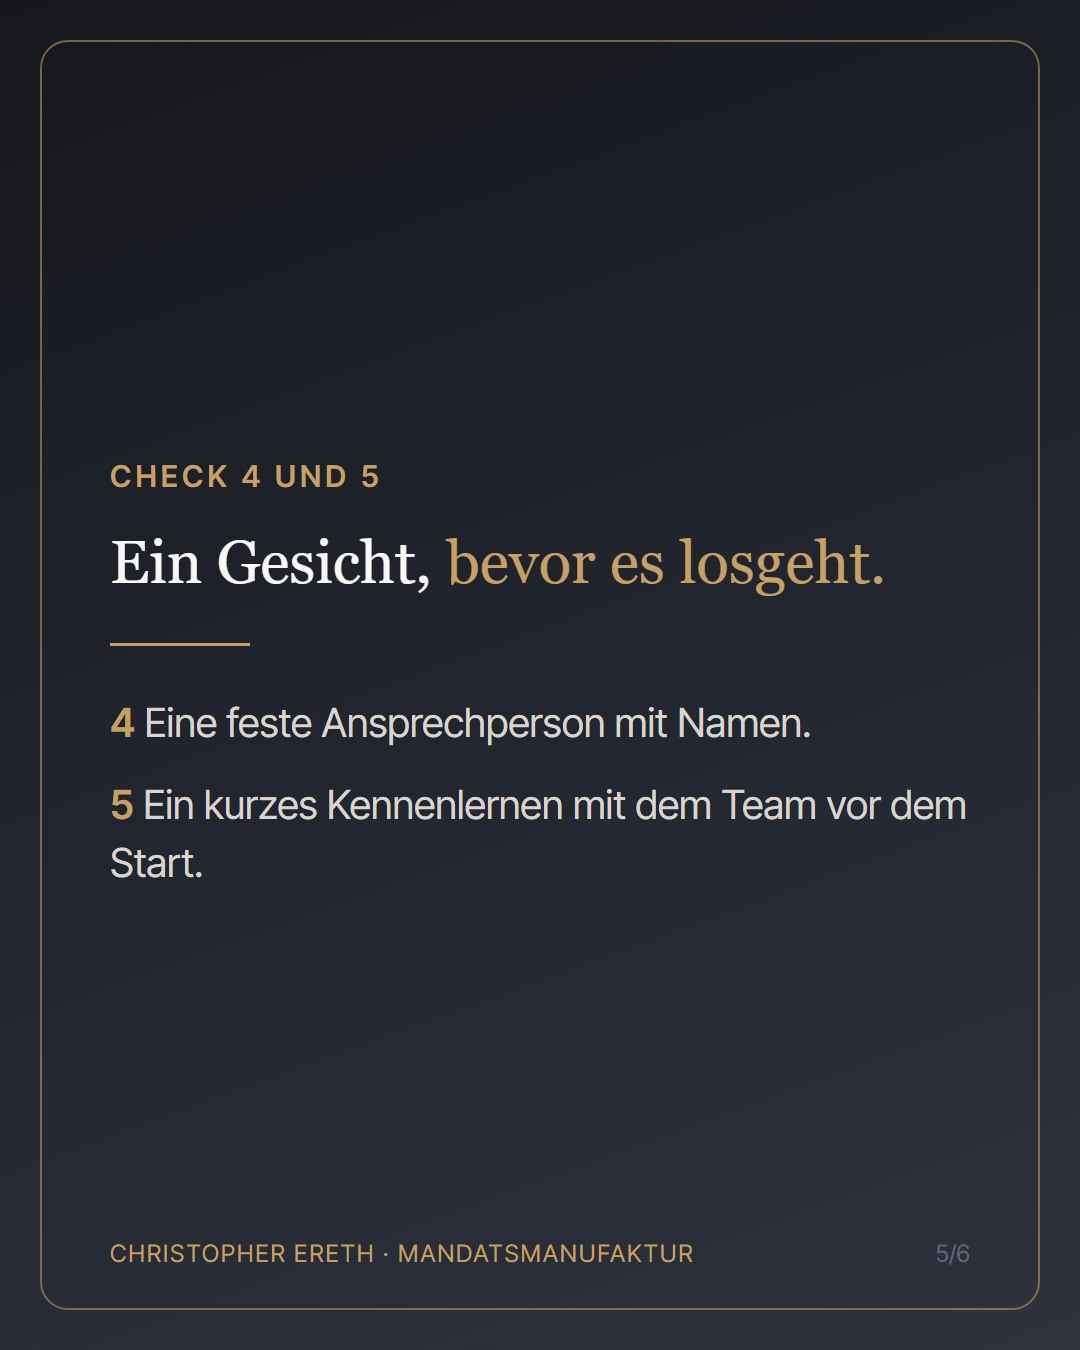 CHECK 4 UND 5
Ein Gesicht, bevor es losgeht.
4 Eine feste Ansprechperson mit Namen.
5 Ein kurzes Kennenlernen mit dem Team vor dem
Start.
CHRISTOPHER ERETH · MANDATSMANUFAKTUR
5/6